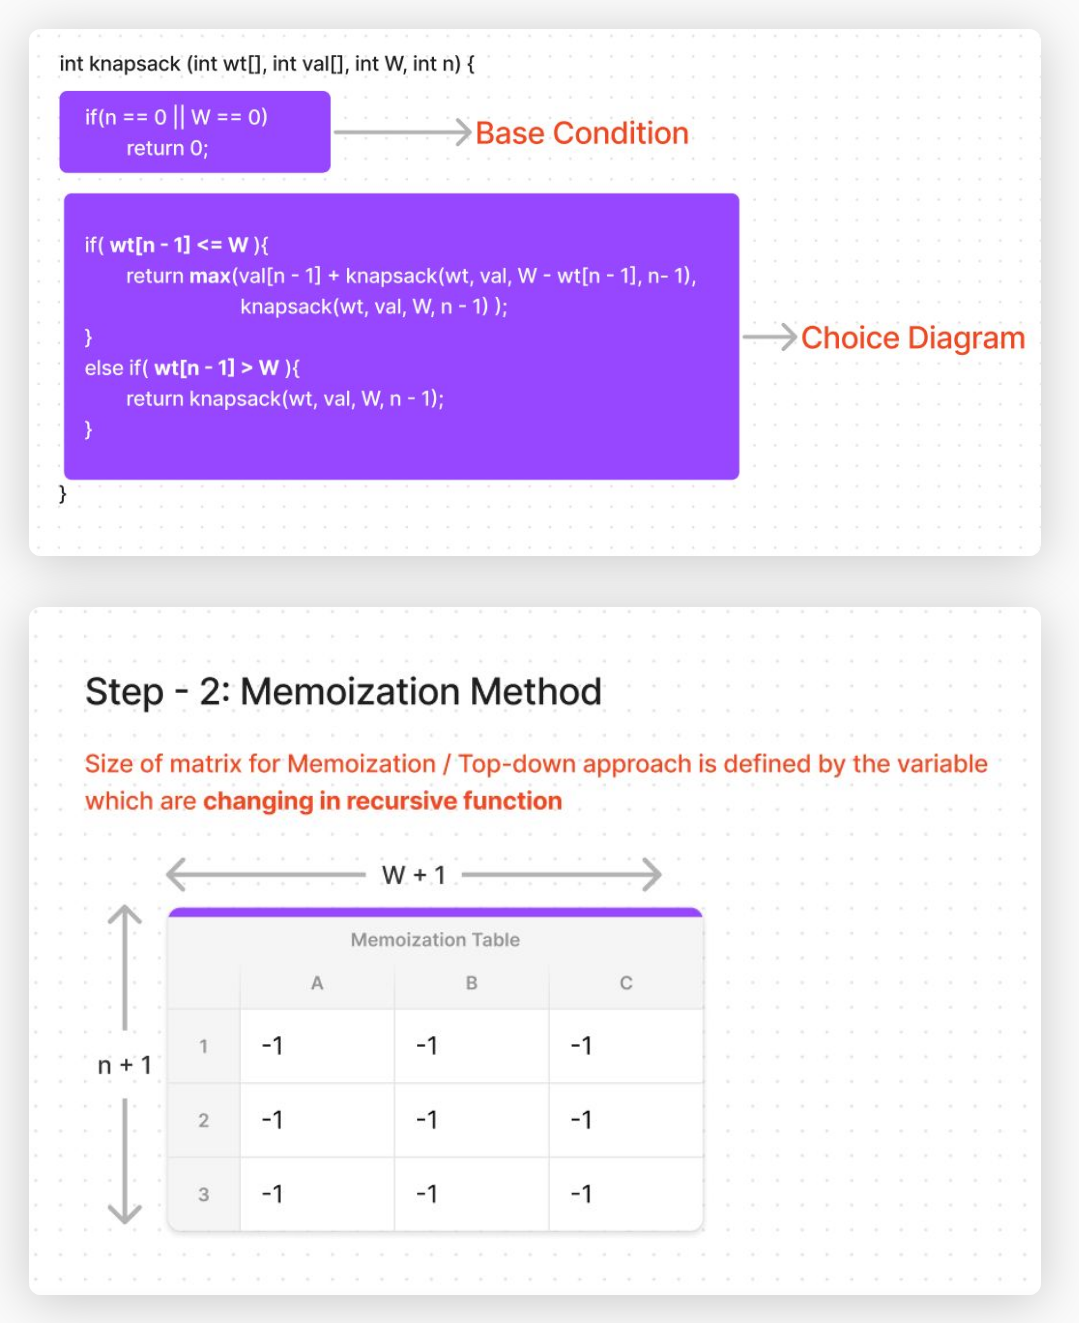 int knapsack (int wt[], int val[], int W, int n) {
if(n == 0 || W == 0)
return 0;
Base Condition
if( wt[n - 1] <= W ){
return max(val[n - 1] + knapsack(wt, val, W - wt[n - 1], n- 1),
knapsack(wt, val, W, n - 1) );
}
else if( wt[n - 1] > W ){
return knapsack(wt, val, W, n - 1);
}
Choice Diagram
}
Step - 2: Memoization Method
Size of matrix for Memoization / Top-down approach is defined by the variable
which are changing in recursive function
W + 1
n + 1
Memoization Table
A B C
1 -1 -1 -1
2 -1 -1 -1
3 -1 -1 -1